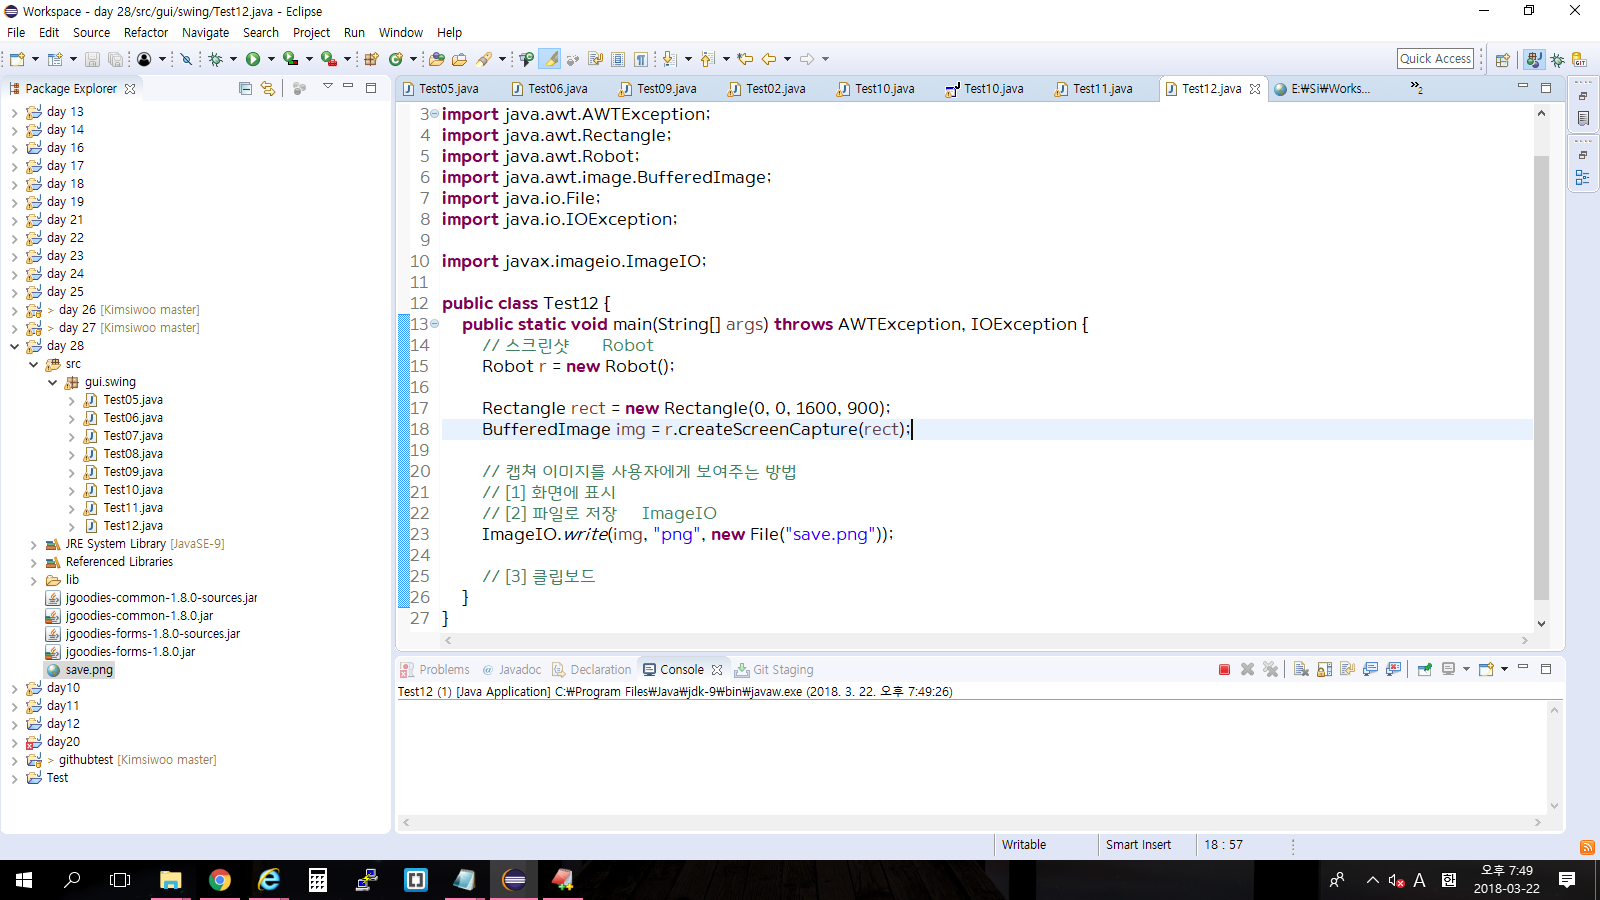 Workspace - day 28/src/gui/swing/Test12.java - Eclipse
File Edit Source Refactor Navigate Search Project Run Window Help
Quick Access
Package Explorer
day 13
day 14
day 16
day 17
day 18
day 19
day 21
day 22
day 23
day 24
day 25
> day 26 [Kimsiwoo master]
> day 27 [Kimsiwoo master]
day 28
src
gui.swing
Test05.java
Test06.java
Test07.java
Test08.java
Test09.java
Test10.java
Test11.java
Test12.java
JRE System Library [JavaSE-9]
Referenced Libraries
lib
jgoodies-common-1.8.0-sources.jar
jgoodies-common-1.8.0.jar
jgoodies-forms-1.8.0-sources.jar
jgoodies-forms-1.8.0.jar
save.png
day10
day11
day12
day20
> githubtest [Kimsiwoo master]
Test
Test05.java Test06.java Test09.java Test02.java Test10.java Test10.java Test11.java Test12.java E:₩Si₩Works... »2
3 import java.awt.AWTException;
4 import java.awt.Rectangle;
5 import java.awt.Robot;
6 import java.awt.image.BufferedImage;
7 import java.io.File;
8 import java.io.IOException;
9
10 import javax.imageio.ImageIO;
11
12 public class Test12 {
13 public static void main(String[] args) throws AWTException, IOException {
14 // 스크린샷 Robot
15 Robot r = new Robot();
16
17 Rectangle rect = new Rectangle(0, 0, 1600, 900);
18 BufferedImage img = r.createScreenCapture(rect);
19
20 // 캡쳐 이미지를 사용자에게 보여주는 방법
21 // [1] 화면에 표시
22 // [2] 파일로 저장 ImageIO
23 ImageIO.write(img, "png", new File("save.png"));
24
25 // [3] 클립보드
26 }
27 }
Problems @ Javadoc Declaration Console Git Staging
Test12 (1) [Java Application] C:₩Program Files₩Java₩jdk-9₩bin₩javaw.exe (2018. 3. 22. 오후 7:49:26)
Writable Smart Insert 18 : 57
A 한
오후 7:49
2018-03-22